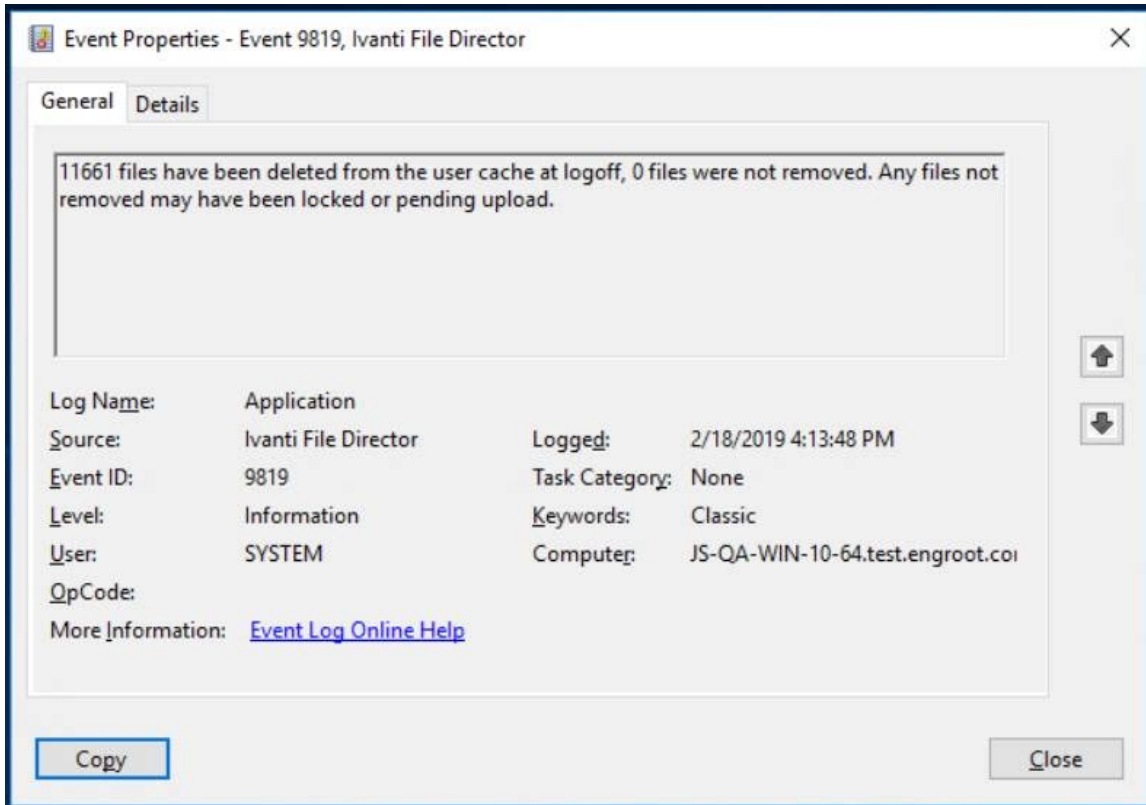 Event Properties - Event 9819, Ivanti File Director
General Details
11661 files have been deleted from the user cache at logoff, 0 files were not removed. Any files not
removed may have been locked or pending upload.
Log Name: Application
Source: Ivanti File Director Logged: 2/18/2019 4:13:48 PM
Event ID: 9819 Task Category: None
Level: Information Keywords: Classic
User: SYSTEM Computer: JS-QA-WIN-10-64.test.engroot.co
OpCode:
More Information: Event Log Online Help
Copy Close